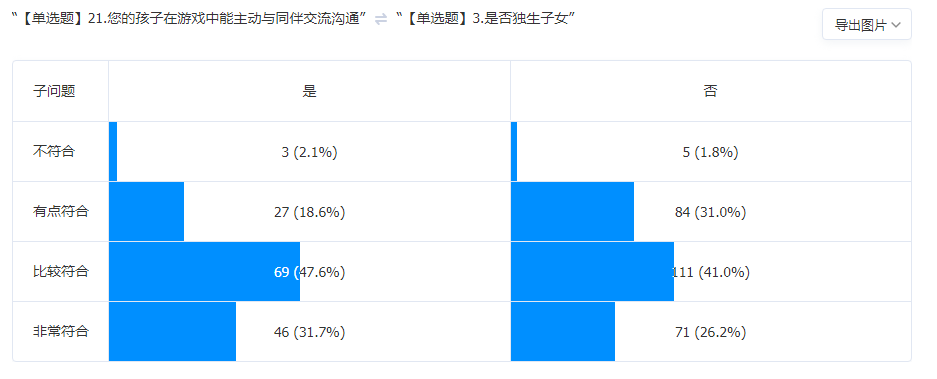 “【单选题】21.您的孩子在游戏中能主动与同伴交流沟通” ⇌ “【单选题】3.是否独生子女”
导出图片
子问题 是 否
不符合 3 (2.1%) 5 (1.8%)
有点符合 27 (18.6%) 84 (31.0%)
比较符合 69 (47.6%) 111 (41.0%)
非常符合 46 (31.7%) 71 (26.2%)